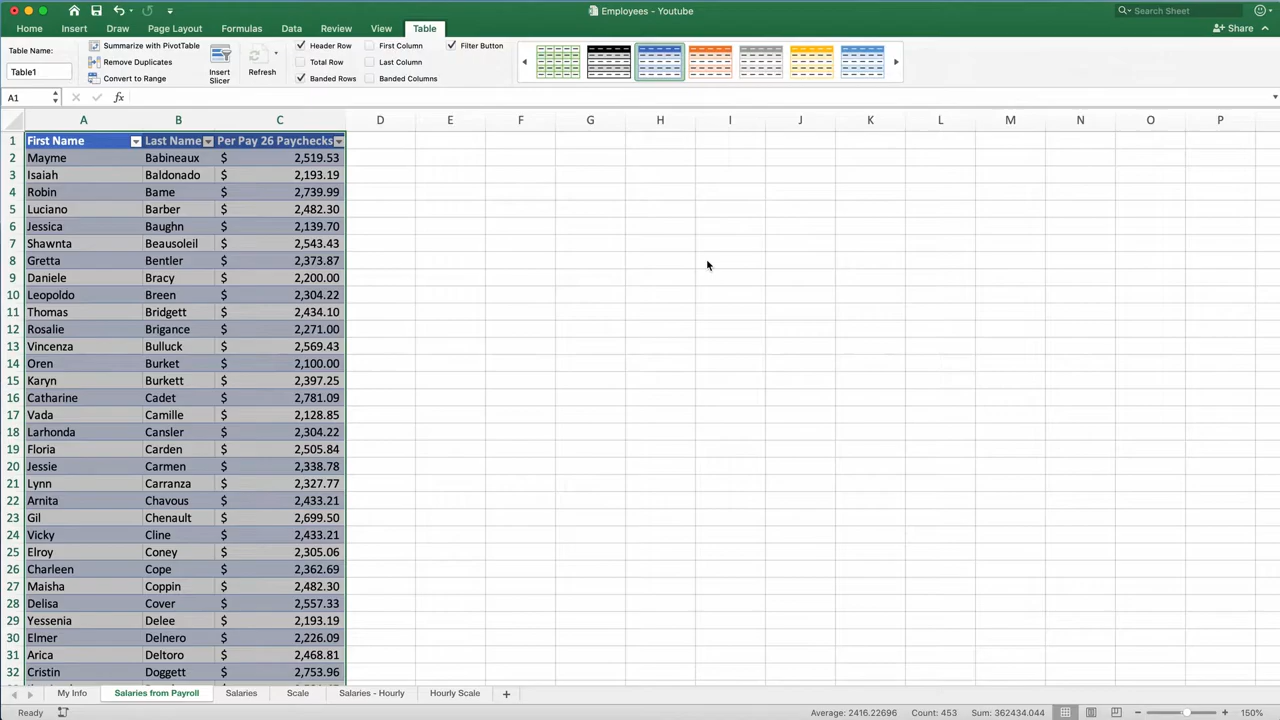 Employees - Youtube
Search Sheet
Home Insert Draw Page Layout Formulas Data Review View Table
Share
Table Name:
Table1
Summarize with PivotTable
Remove Duplicates
Convert to Range
Insert Slicer
Refresh
Header Row
Total Row
Banded Rows
First Column
Last Column
Banded Columns
Filter Button
A1
fx
A B C D E F G H I J K L M N O P
1 First Name Last Name Per Pay 26 Paychecks
2 Mayme Babineaux $ 2,519.53
3 Isaiah Baldonado $ 2,193.19
4 Robin Bame $ 2,739.99
5 Luciano Barber $ 2,482.30
6 Jessica Baughn $ 2,139.70
7 Shawnta Beausoleil $ 2,543.43
8 Gretta Bentler $ 2,373.87
9 Daniele Bracy $ 2,200.00
10 Leopoldo Breen $ 2,304.22
11 Thomas Bridgett $ 2,434.10
12 Rosalie Brigance $ 2,271.00
13 Vincenza Bulluck $ 2,569.43
14 Oren Burket $ 2,100.00
15 Karyn Burkett $ 2,397.25
16 Catharine Cadet $ 2,781.09
17 Vada Camille $ 2,128.85
18 Larhonda Cansler $ 2,304.22
19 Floria Carden $ 2,505.84
20 Jessie Carmen $ 2,338.78
21 Lynn Carranza $ 2,327.77
22 Arnita Chavous $ 2,433.21
23 Gil Chenault $ 2,699.50
24 Vicky Cline $ 2,433.21
25 Elroy Coney $ 2,305.06
26 Charleen Cope $ 2,362.69
27 Maisha Coppin $ 2,482.30
28 Delisa Cover $ 2,557.33
29 Yessenia Delee $ 2,193.19
30 Elmer Delnero $ 2,226.09
31 Arica Deltoro $ 2,468.81
32 Cristin Doggett $ 2,753.96
My Info Salaries from Payroll Salaries Scale Salaries - Hourly Hourly Scale
Ready Average: 2416.22696 Count: 453 Sum: 362434.044 150%